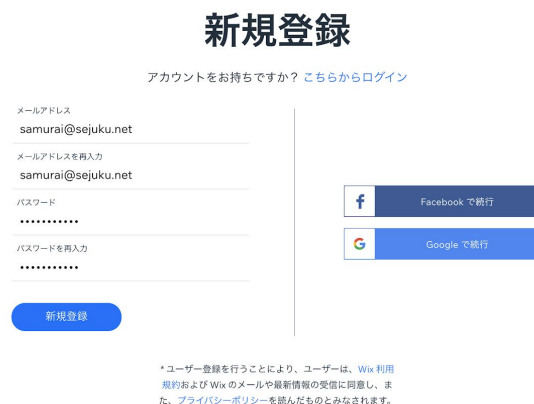 新規登録
アカウントをお持ちですか？ こちらからログイン
メールアドレス
samurai@sejuku.net
メールアドレスを再入力
samurai@sejuku.net
パスワード
•••••••••••
パスワードを再入力
•••••••••••
新規登録
Facebook で続行
Google で続行
* ユーザー登録を行うことにより、ユーザーは、Wix 利用
規約および Wix のメールや最新情報の受信に同意し、ま
た、プライバシーポリシーを読んだものとみなされます。